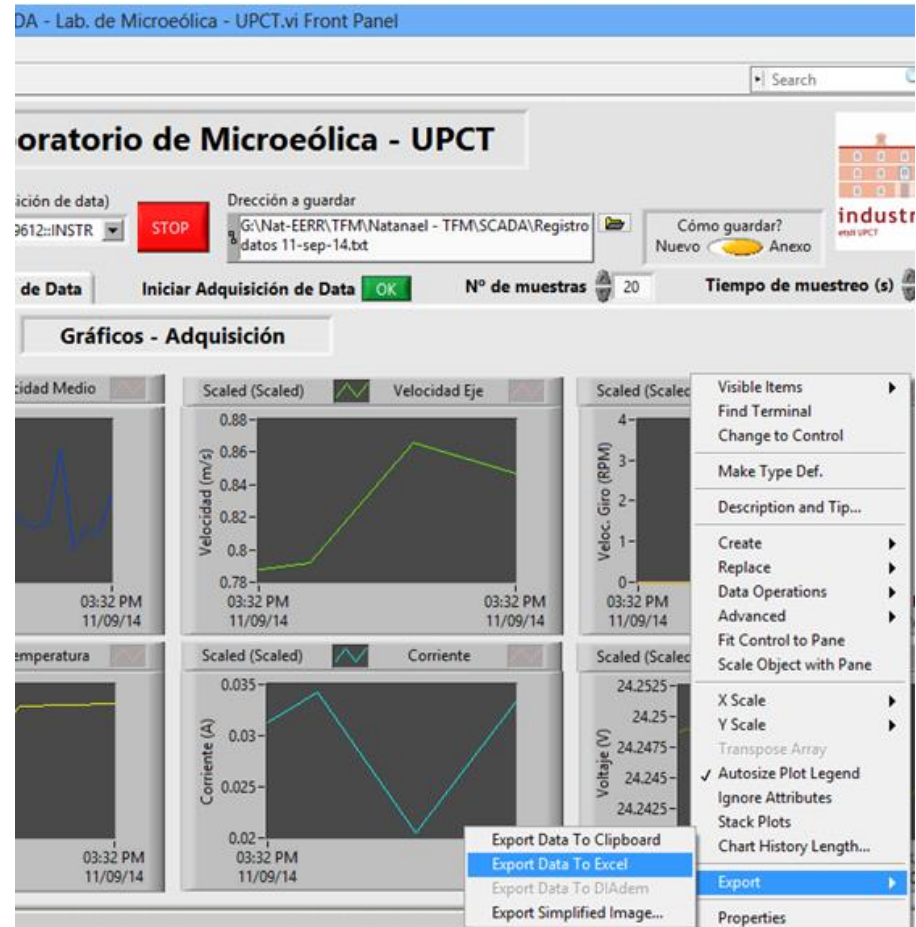 DA - Lab. de Microeólica - UPCT.vi Front Panel
Search
oratorio de Microeólica - UPCT
ición de data)
9612::INSTR
STOP
Drección a guardar
G:\Nat-EERR\TFM\Natanael - TFM\SCADA\Registro
datos 11-sep-14.txt
Cómo guardar?
Nuevo Anexo
industr
etsii UPCT
de Data
Iniciar Adquisición de Data OK
Nº de muestras 20
Tiempo de muestreo (s)
Gráficos - Adquisición
cidad Medio
03:32 PM
11/09/14
Scaled (Scaled) Velocidad Eje
Velocidad (m/s)
0.88
0.86
0.84
0.82
0.8
0.78
03:32 PM 03:32 PM
11/09/14 11/09/14
Scaled (Scaled
Veloc. Giro (RPM)
4
3
2
1
0
03:32 PM
11/09/14
emperatura
03:32 PM
11/09/14
Scaled (Scaled) Corriente
Corriente (A)
0.035
0.03
0.025
0.02
03:32 PM
11/09/14
Scaled (Scaled
Voltaje (V)
24.2525
24.25
24.2475
24.245
24.2425
Visible Items
Find Terminal
Change to Control
Make Type Def.
Description and Tip...
Create
Replace
Data Operations
Advanced
Fit Control to Pane
Scale Object with Pane
X Scale
Y Scale
Transpose Array
Autosize Plot Legend
Ignore Attributes
Stack Plots
Chart History Length...
Export
Properties
Export Data To Clipboard
Export Data To Excel
Export Data To DIAdem
Export Simplified Image...